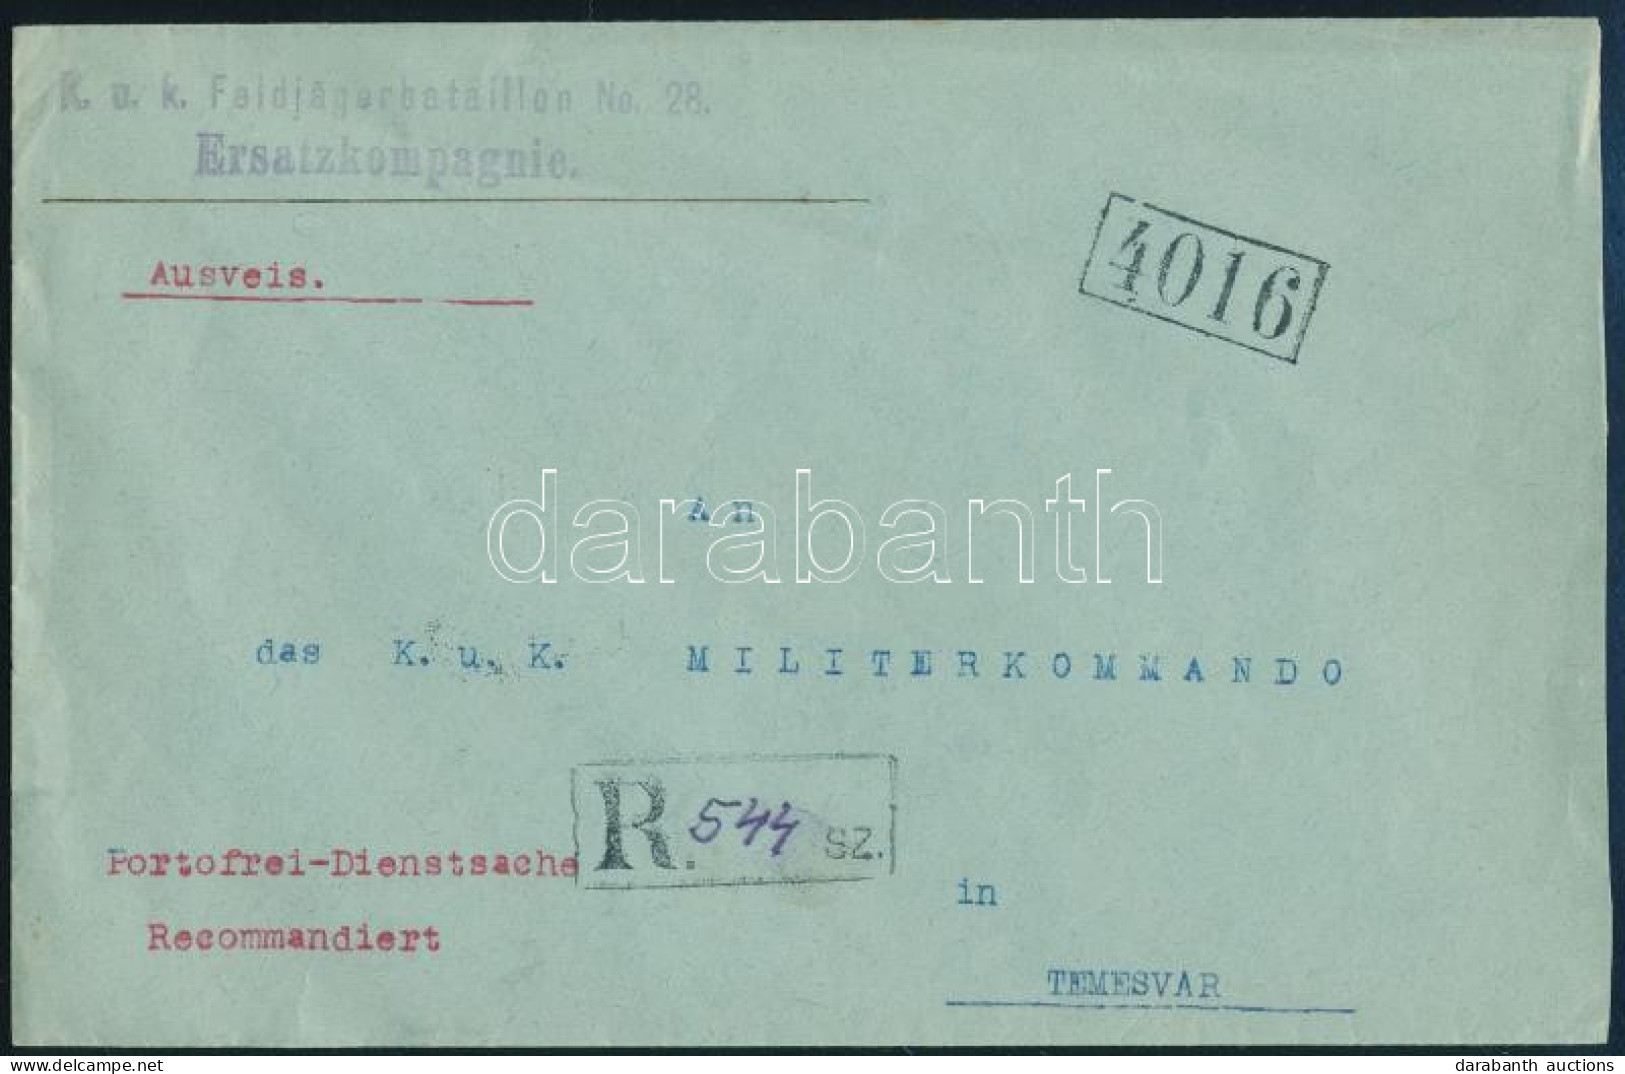 K. u. k. Feldjägerbataillon No. 28.
Ersatzkompagnie.
Ausveis.
4016
An
darabanth
das K. u. K. MILITERKOMMANDO
R. 544 SZ.
Portofrei-Dienstsache
in
Recommandiert
TEMESVAR
darabanth auctions